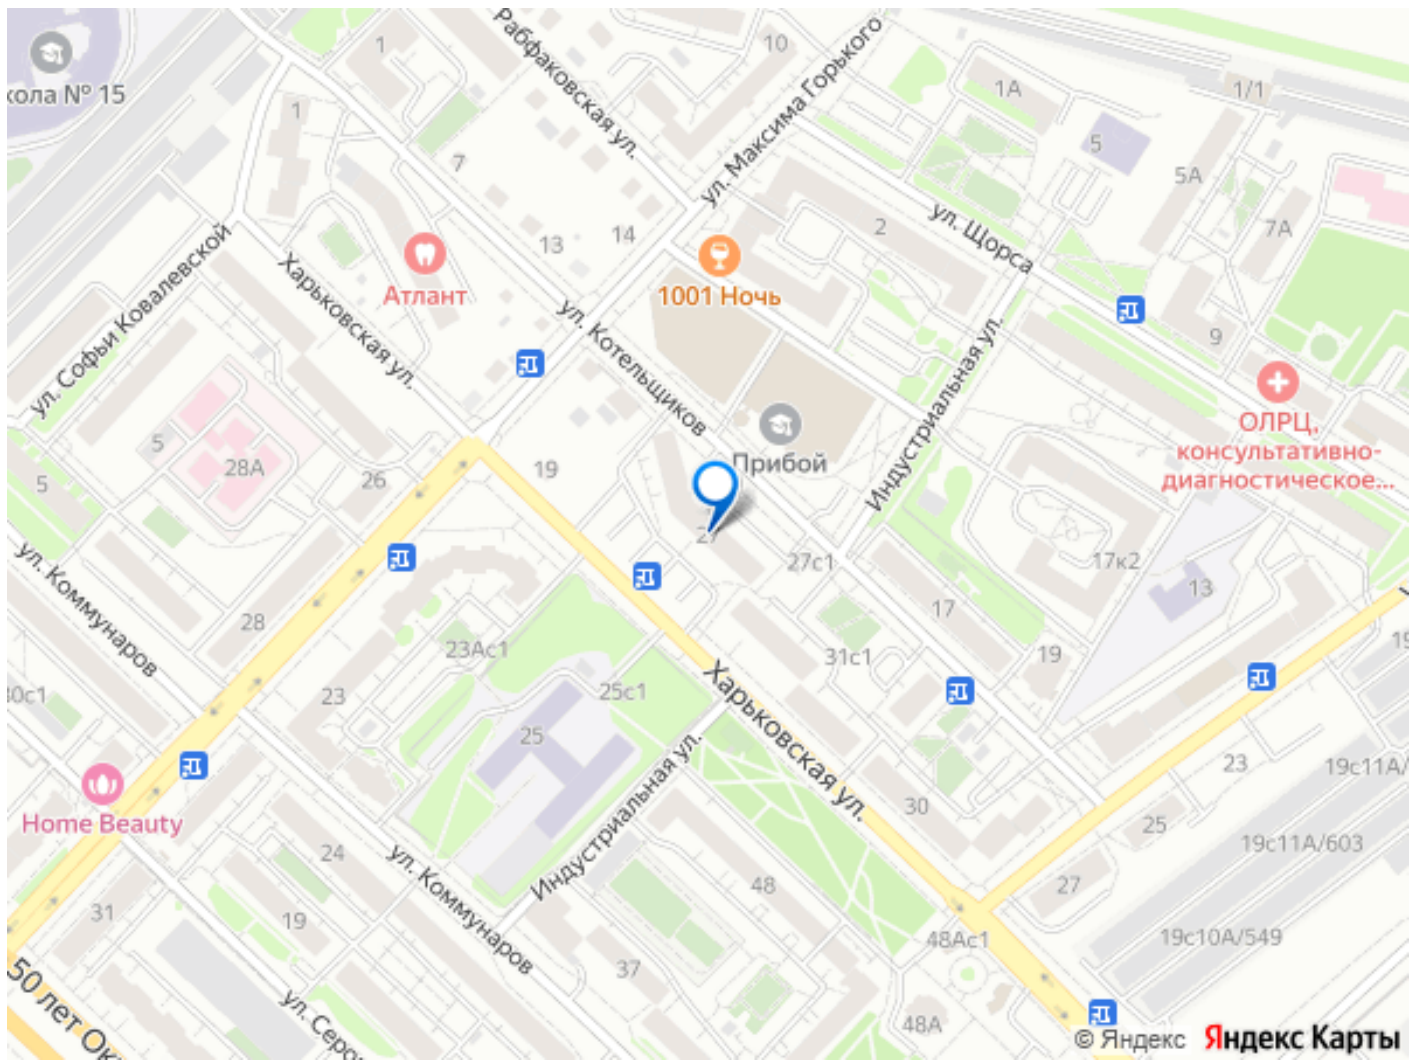 1
10
Рабфаковская ул.
ул. Максима Горького
1А
1/1
кола № 15
1
7
5
5А
14
13
2
ул. Щорса
7А
ул. Софьи Ковалевской
Харьковская ул.
Атлант
1001 Ночь
ул. Котельщиков
Индустриальная ул.
9
ОЛРЦ,
консультативно-
диагностическое...
Прибой
5
28А
26
19
5
27
27с1
17к2
13
17
ул. Коммунаров
28
23Ас1
31с1
19
30с1
23
25с1
25
Харьковская ул.
Индустриальная ул.
23
19с11А/
30
25
Home Beauty
24
ул. Коммунаров
48
19с11А/603
27
31
19
48Ас1
19с10А/549
37
50 лет Ок
ул. Серо
48А
© Яндекс Яндекс Карты